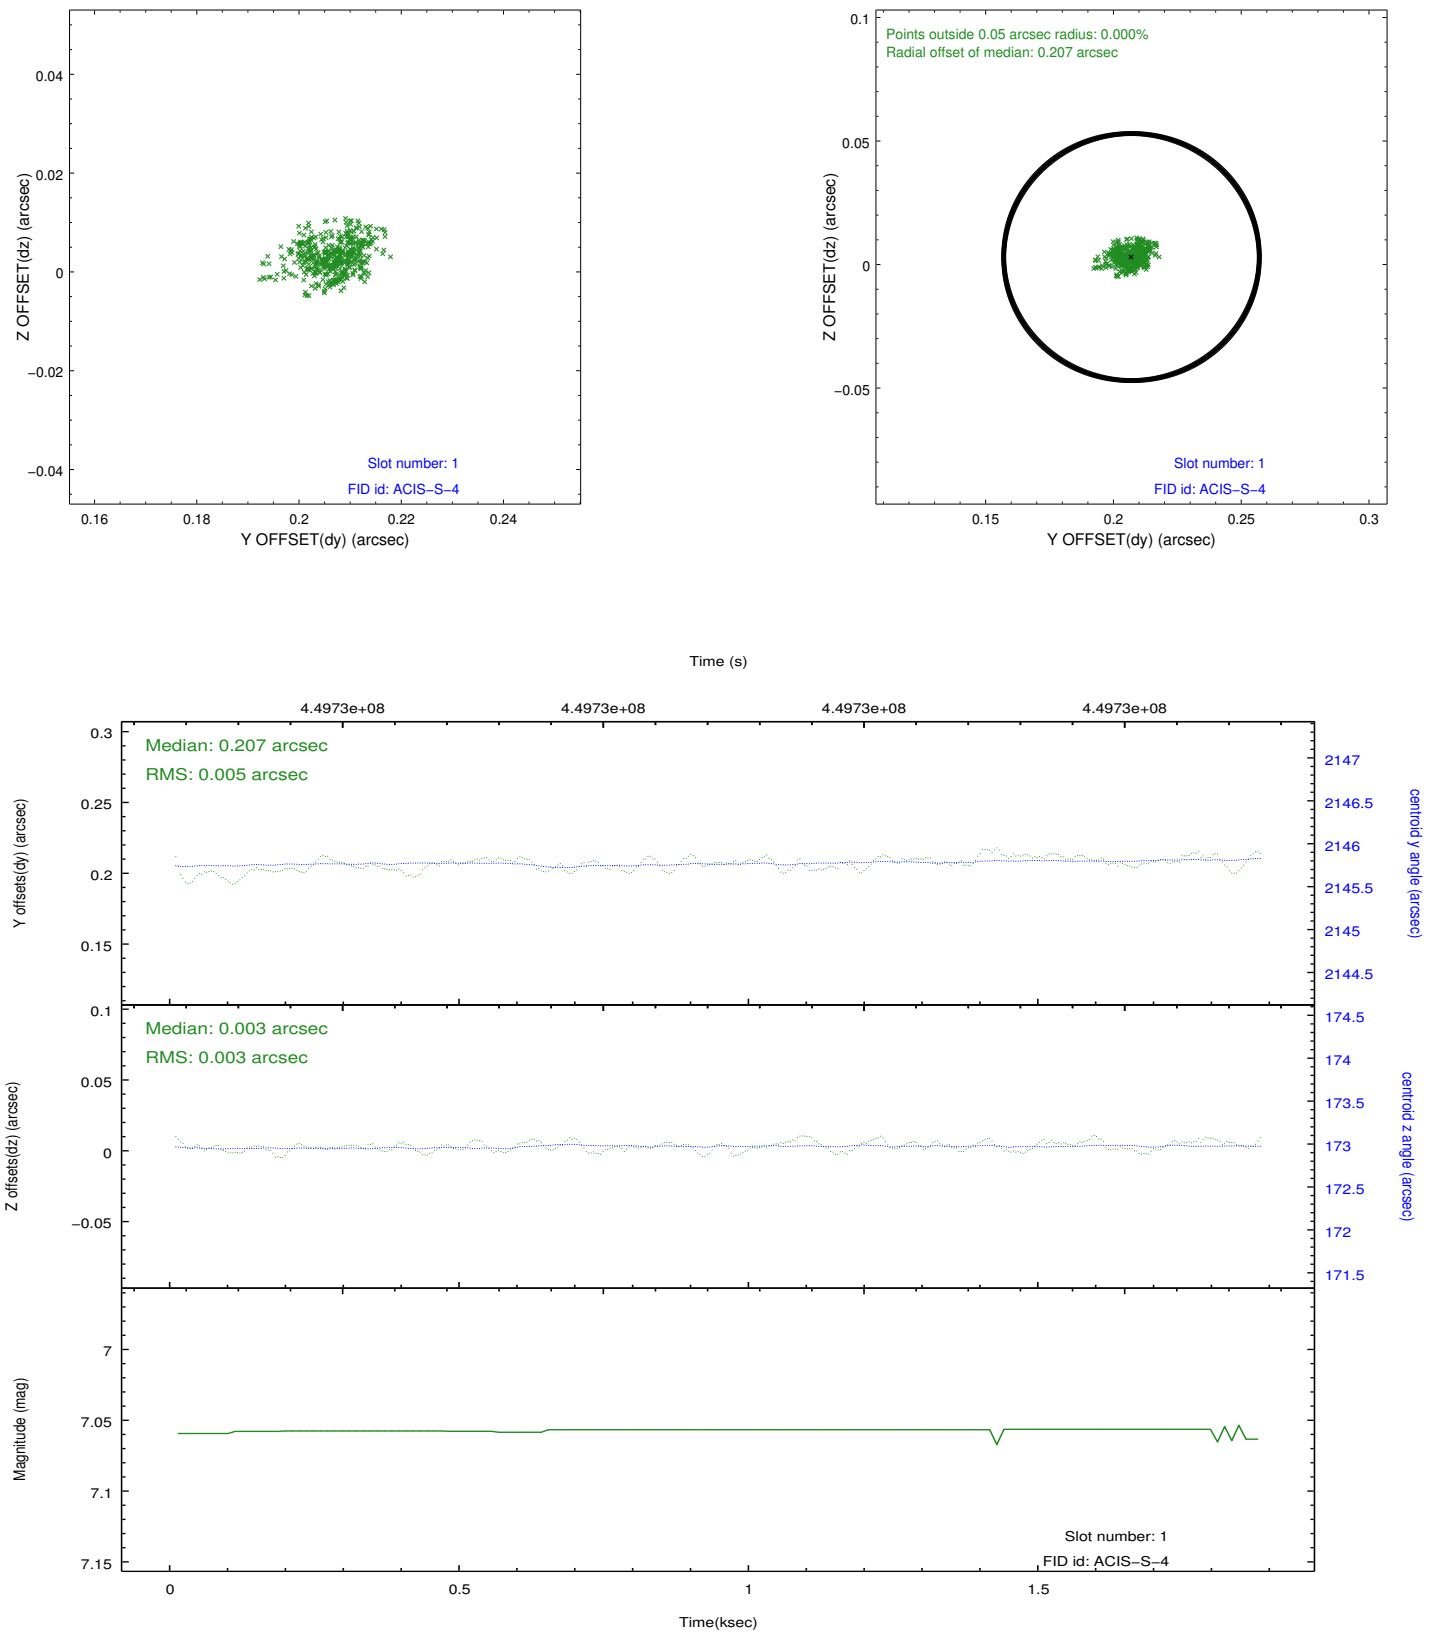 0.04
0.02
0
−0.02
−0.04
Z OFFSET(dz) (arcsec)
Slot number: 1
FID id: ACIS−S−4
0.16
0.18
0.2
0.22
0.24
Y OFFSET(dy) (arcsec)
0.1
0.05
0
−0.05
Z OFFSET(dz) (arcsec)
Points outside 0.05 arcsec radius: 0.000%
Radial offset of median: 0.207 arcsec
Slot number: 1
FID id: ACIS−S−4
0.15
0.2
0.25
0.3
Y OFFSET(dy) (arcsec)
Time (s)
4.4973e+08
4.4973e+08
4.4973e+08
4.4973e+08
0.3
0.25
0.2
0.15
Y offsets(dy) (arcsec)
Median: 0.207 arcsec
RMS: 0.005 arcsec
2147
2146.5
2146
2145.5
2145
2144.5
centroid y angle (arcsec)
0.1
0.05
0
−0.05
Z offsets(dz) (arcsec)
Median: 0.003 arcsec
RMS: 0.003 arcsec
174.5
174
173.5
173
172.5
172
171.5
centroid z angle (arcsec)
7
7.05
7.1
7.15
Magnitude (mag)
Slot number: 1
FID id: ACIS−S−4
0
0.5
1
1.5
Time(ksec)